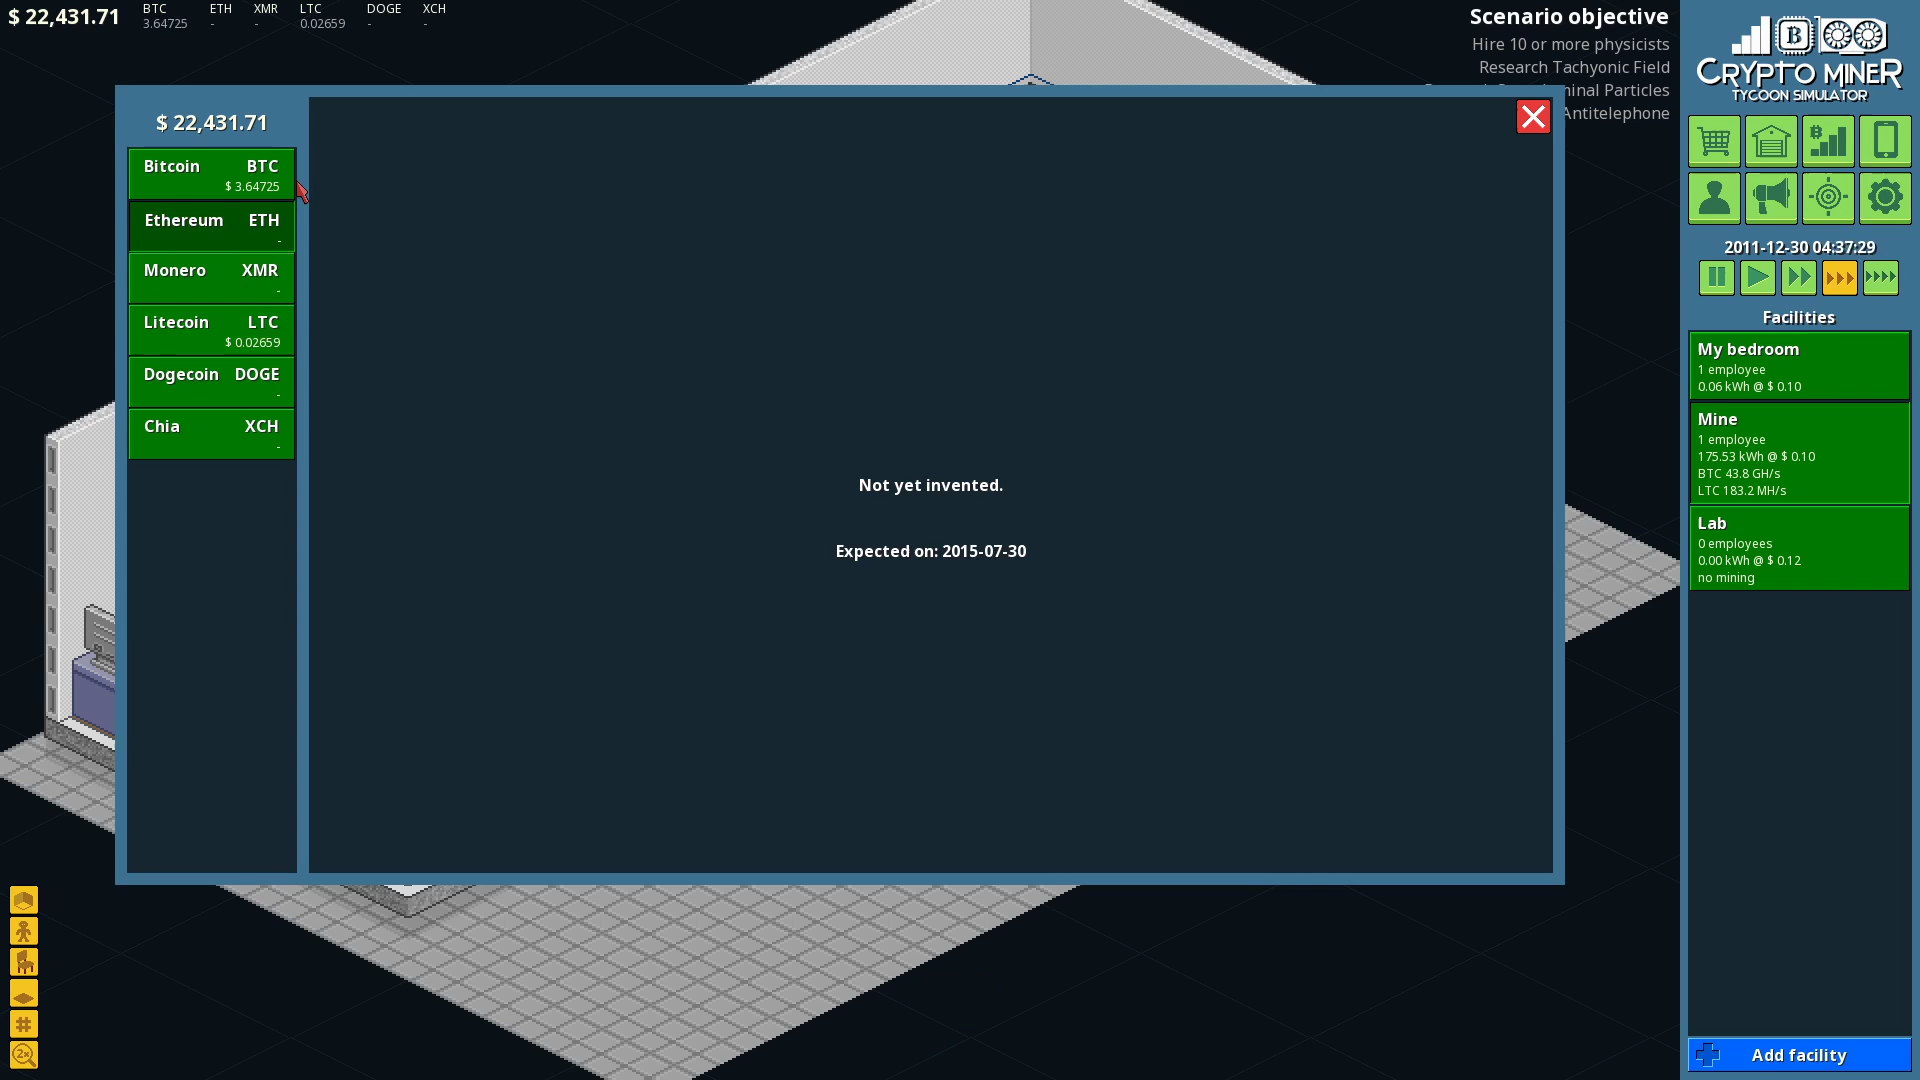 $ 22,431.71
BTC ETH XMR LTC DOGE XCH
3.64725 - - 0.02659 - -
Scenario objective
Hire 10 or more physicists
Research Tachyonic Field
Particles
Antitelephone
CRYPTO MINER
TYCOON SIMULATOR
2011-12-30 04:37:29
Facilities
My bedroom
1 employee
0.06 kWh @ $ 0.10
Mine
1 employee
175.53 kWh @ $ 0.10
BTC 43.8 GH/s
LTC 183.2 MH/s
Lab
0 employees
0.00 kWh @ $ 0.12
no mining
Add facility
$ 22,431.71
Bitcoin BTC
$ 3.64725
Ethereum ETH
-
Monero XMR
-
Litecoin LTC
$ 0.02659
Dogecoin DOGE
-
Chia XCH
-
Not yet invented.
Expected on: 2015-07-30
2x